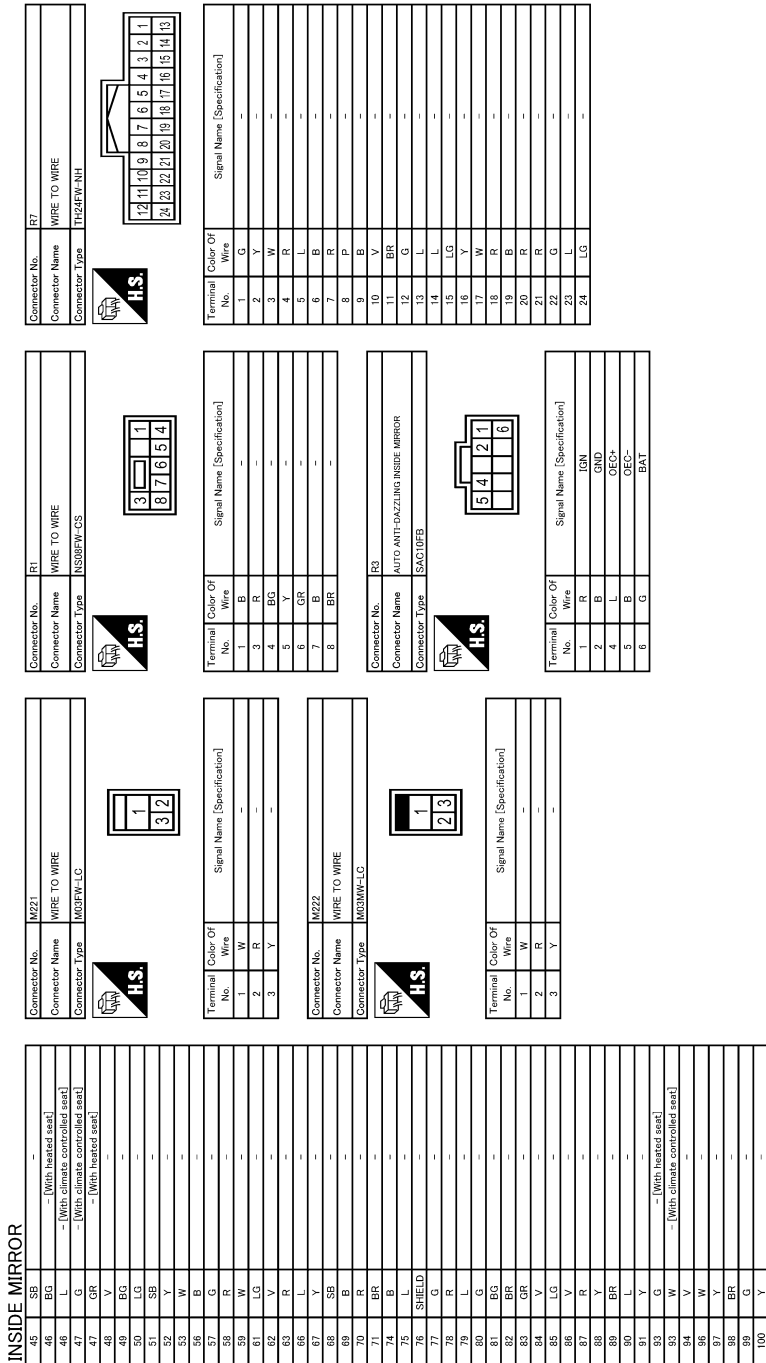 INSIDE MIRROR
45 SB –
46 BG – [With heated seat]
46 L – [With climate controlled seat]
47 G – [With climate controlled seat]
47 GR – [With heated seat]
48 V –
49 BG –
50 LG –
51 SB –
52 Y –
53 W –
56 B –
57 G –
58 R –
59 W –
61 LG –
62 V –
63 R –
66 L –
67 Y –
68 SB –
69 B –
70 R –
71 BR –
74 B –
75 L –
76 SHIELD –
77 G –
78 R –
79 L –
80 G –
81 BG –
82 BR –
83 GR –
84 V –
85 LG –
86 V –
87 R –
88 Y –
89 BR –
90 L –
91 Y –
93 G – [With heated seat]
93 W – [With climate controlled seat]
94 V –
96 W –
97 Y –
98 BR –
99 G –
100 Y –
Connector No. M221
Connector Name WIRE TO WIRE
Connector Type M03FW-LC
H.S.
1
3 2
Terminal No. Color Of Wire Signal Name [Specification]
1 W –
2 R –
3 Y –
Connector No. M222
Connector Name WIRE TO WIRE
Connector Type M03MW-LC
H.S.
1
2 3
Terminal No. Color Of Wire Signal Name [Specification]
1 W –
2 R –
3 Y –
Connector No. R1
Connector Name WIRE TO WIRE
Connector Type NS08FW-CS
H.S.
3 1
8 7 6 5 4
Terminal No. Color Of Wire Signal Name [Specification]
1 B –
3 R –
4 BG –
5 Y –
6 GR –
7 B –
8 BR –
Connector No. R3
Connector Name AUTO ANTI-DAZZLING INSIDE MIRROR
Connector Type SAC10FB
H.S.
5 4 2 1
6
Terminal No. Color Of Wire Signal Name [Specification]
1 R IGN
2 B GND
4 L OEC+
5 B OEC-
6 G BAT
Connector No. R7
Connector Name WIRE TO WIRE
Connector Type TH24FW-NH
H.S.
12 11 10 9 8 7 6 5 4 3 2 1
24 23 22 21 20 19 18 17 16 15 14 13
Terminal No. Color Of Wire Signal Name [Specification]
1 G –
2 Y –
3 W –
4 R –
5 L –
6 B –
7 R –
8 P –
9 B –
10 V –
11 BR –
12 G –
13 L –
14 L –
15 LG –
16 Y –
17 W –
18 R –
19 B –
20 R –
21 R –
22 G –
23 L –
24 LG –